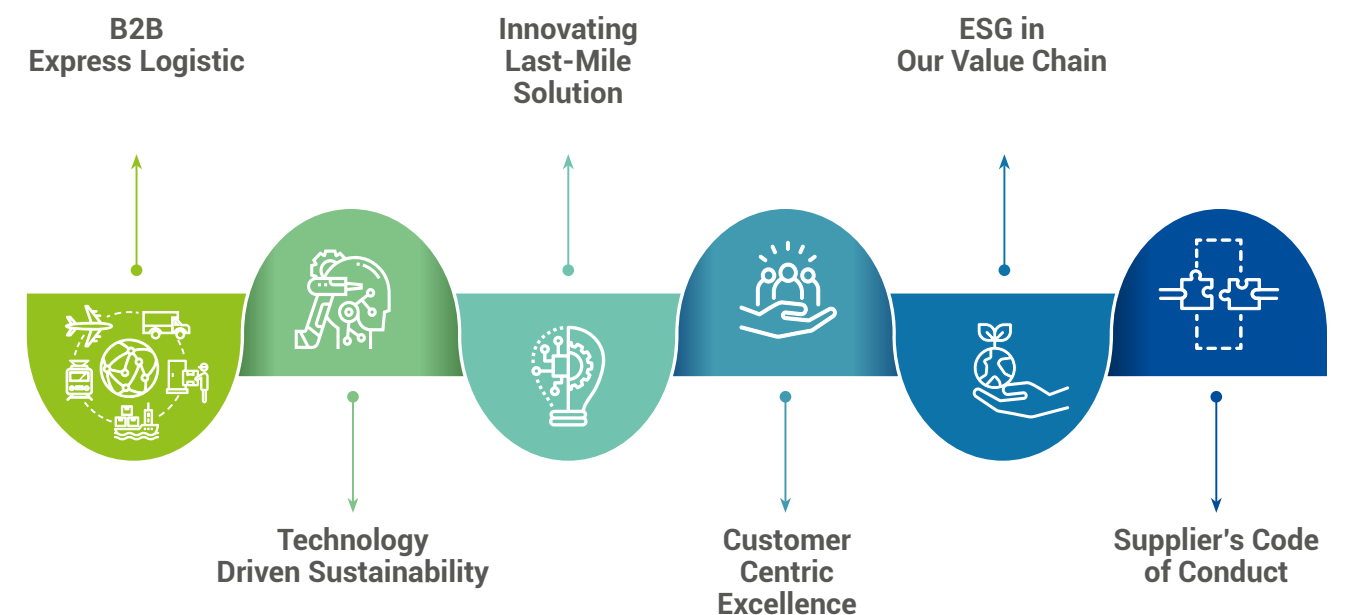 B2B
Express Logistic
Innovating
Last-Mile
Solution
ESG in
Our Value Chain
Technology
Driven Sustainability
Customer
Centric
Excellence
Supplier's Code
of Conduct